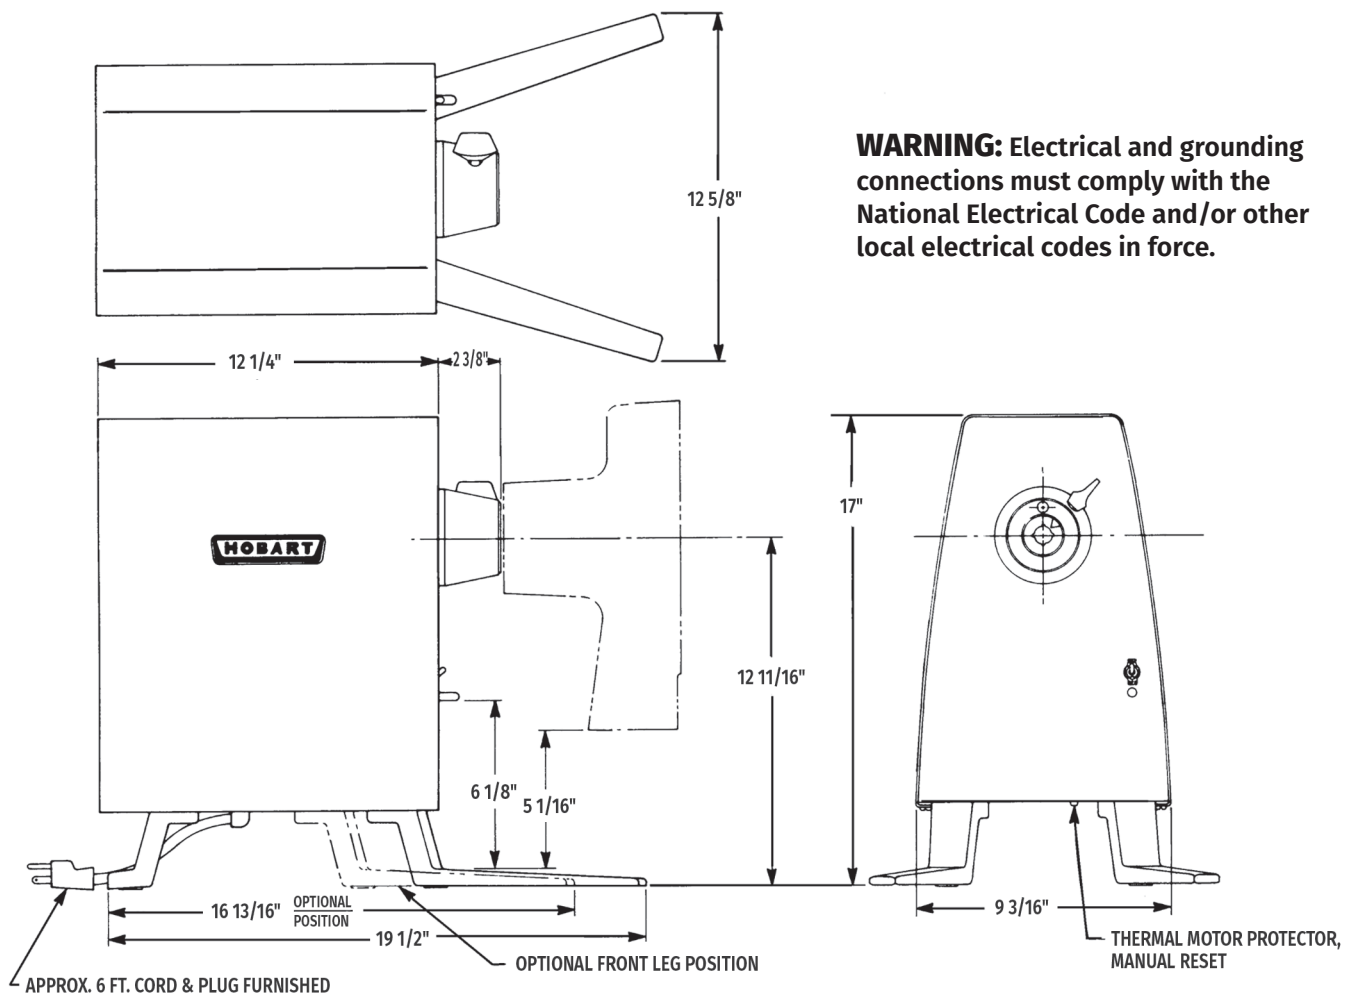 12 5/8"
WARNING: Electrical and grounding
connections must comply with the
National Electrical Code and/or other
local electrical codes in force.
12 1/4"
2 3/8"
17"
HOBART
12 11/16"
6 1/8"
5 1/16"
16 13/16" OPTIONAL
POSITION
9 3/16"
19 1/2"
THERMAL MOTOR PROTECTOR,
MANUAL RESET
OPTIONAL FRONT LEG POSITION
APPROX. 6 FT. CORD & PLUG FURNISHED